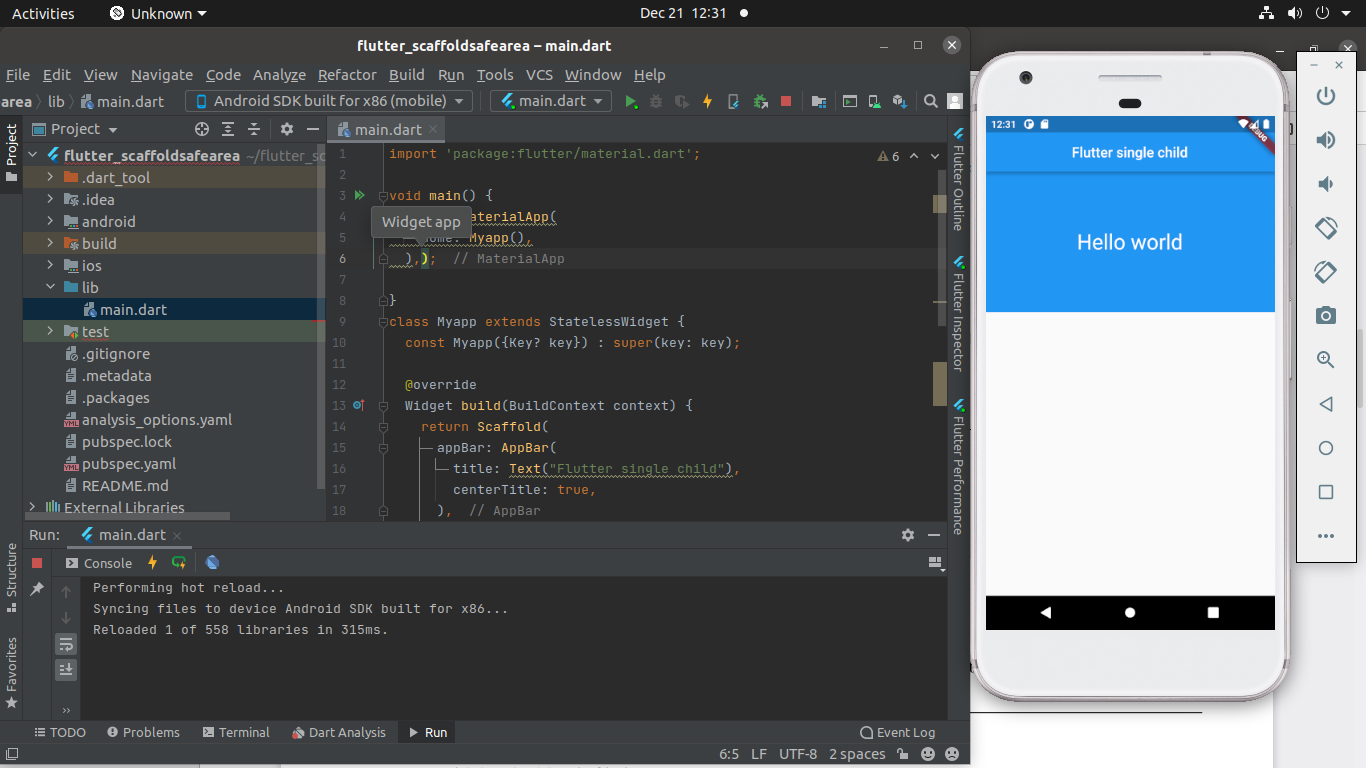 Activities Unknown Dec 21 12:31
flutter_scaffoldsafearea – main.dart
File Edit View Navigate Code Analyze Refactor Build Run Tools VCS Window Help
area lib main.dart Android SDK built for x86 (mobile) main.dart
Project main.dart
Project
flutter_scaffoldsafearea ~/flutter_sc
.dart_tool
.idea
android
build
ios
lib
main.dart
test
.gitignore
.metadata
.packages
analysis_options.yaml
pubspec.lock
pubspec.yaml
README.md
External Libraries
1 import 'package:flutter/material.dart';
6
2
3 void main() {
4 aterialApp(
Widget app
5 home: Myapp(),
6 ),); // MaterialApp
7
8 }
9 class Myapp extends StatelessWidget {
10 const Myapp({Key? key}) : super(key: key);
11
12 @override
13 Widget build(BuildContext context) {
14 return Scaffold(
15 appBar: AppBar(
16 title: Text("Flutter single child"),
17 centerTitle: true,
18 ), // AppBar
Flutter Outline
Flutter Inspector
Flutter Performance
Run: main.dart
Console
Performing hot reload...
Syncing files to device Android SDK built for x86...
Reloaded 1 of 558 libraries in 315ms.
Structure
Favorites
TODO Problems Terminal Dart Analysis Run Event Log
6:5 LF UTF-8 2 spaces
12:31
DEBUG
Flutter single child
Hello world